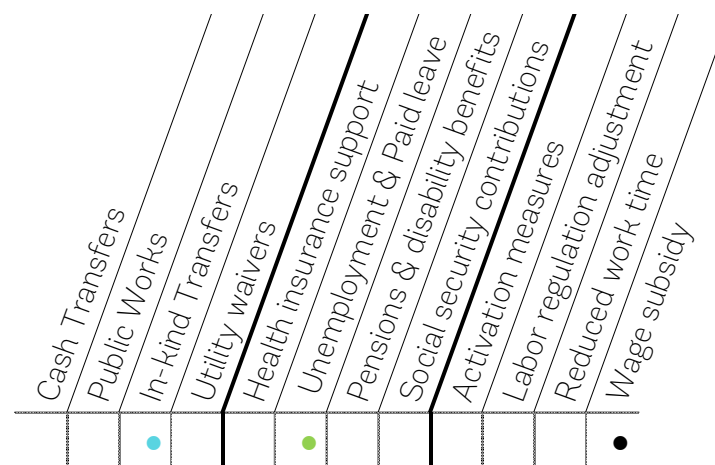 Cash Transfers
Public Works
In-kind Transfers
Utility waivers
Health insurance support
Unemployment & Paid leave
Pensions & disability benefits
Social security contributions
Activation measures
Labor regulation adjustment
Reduced work time
Wage subsidy